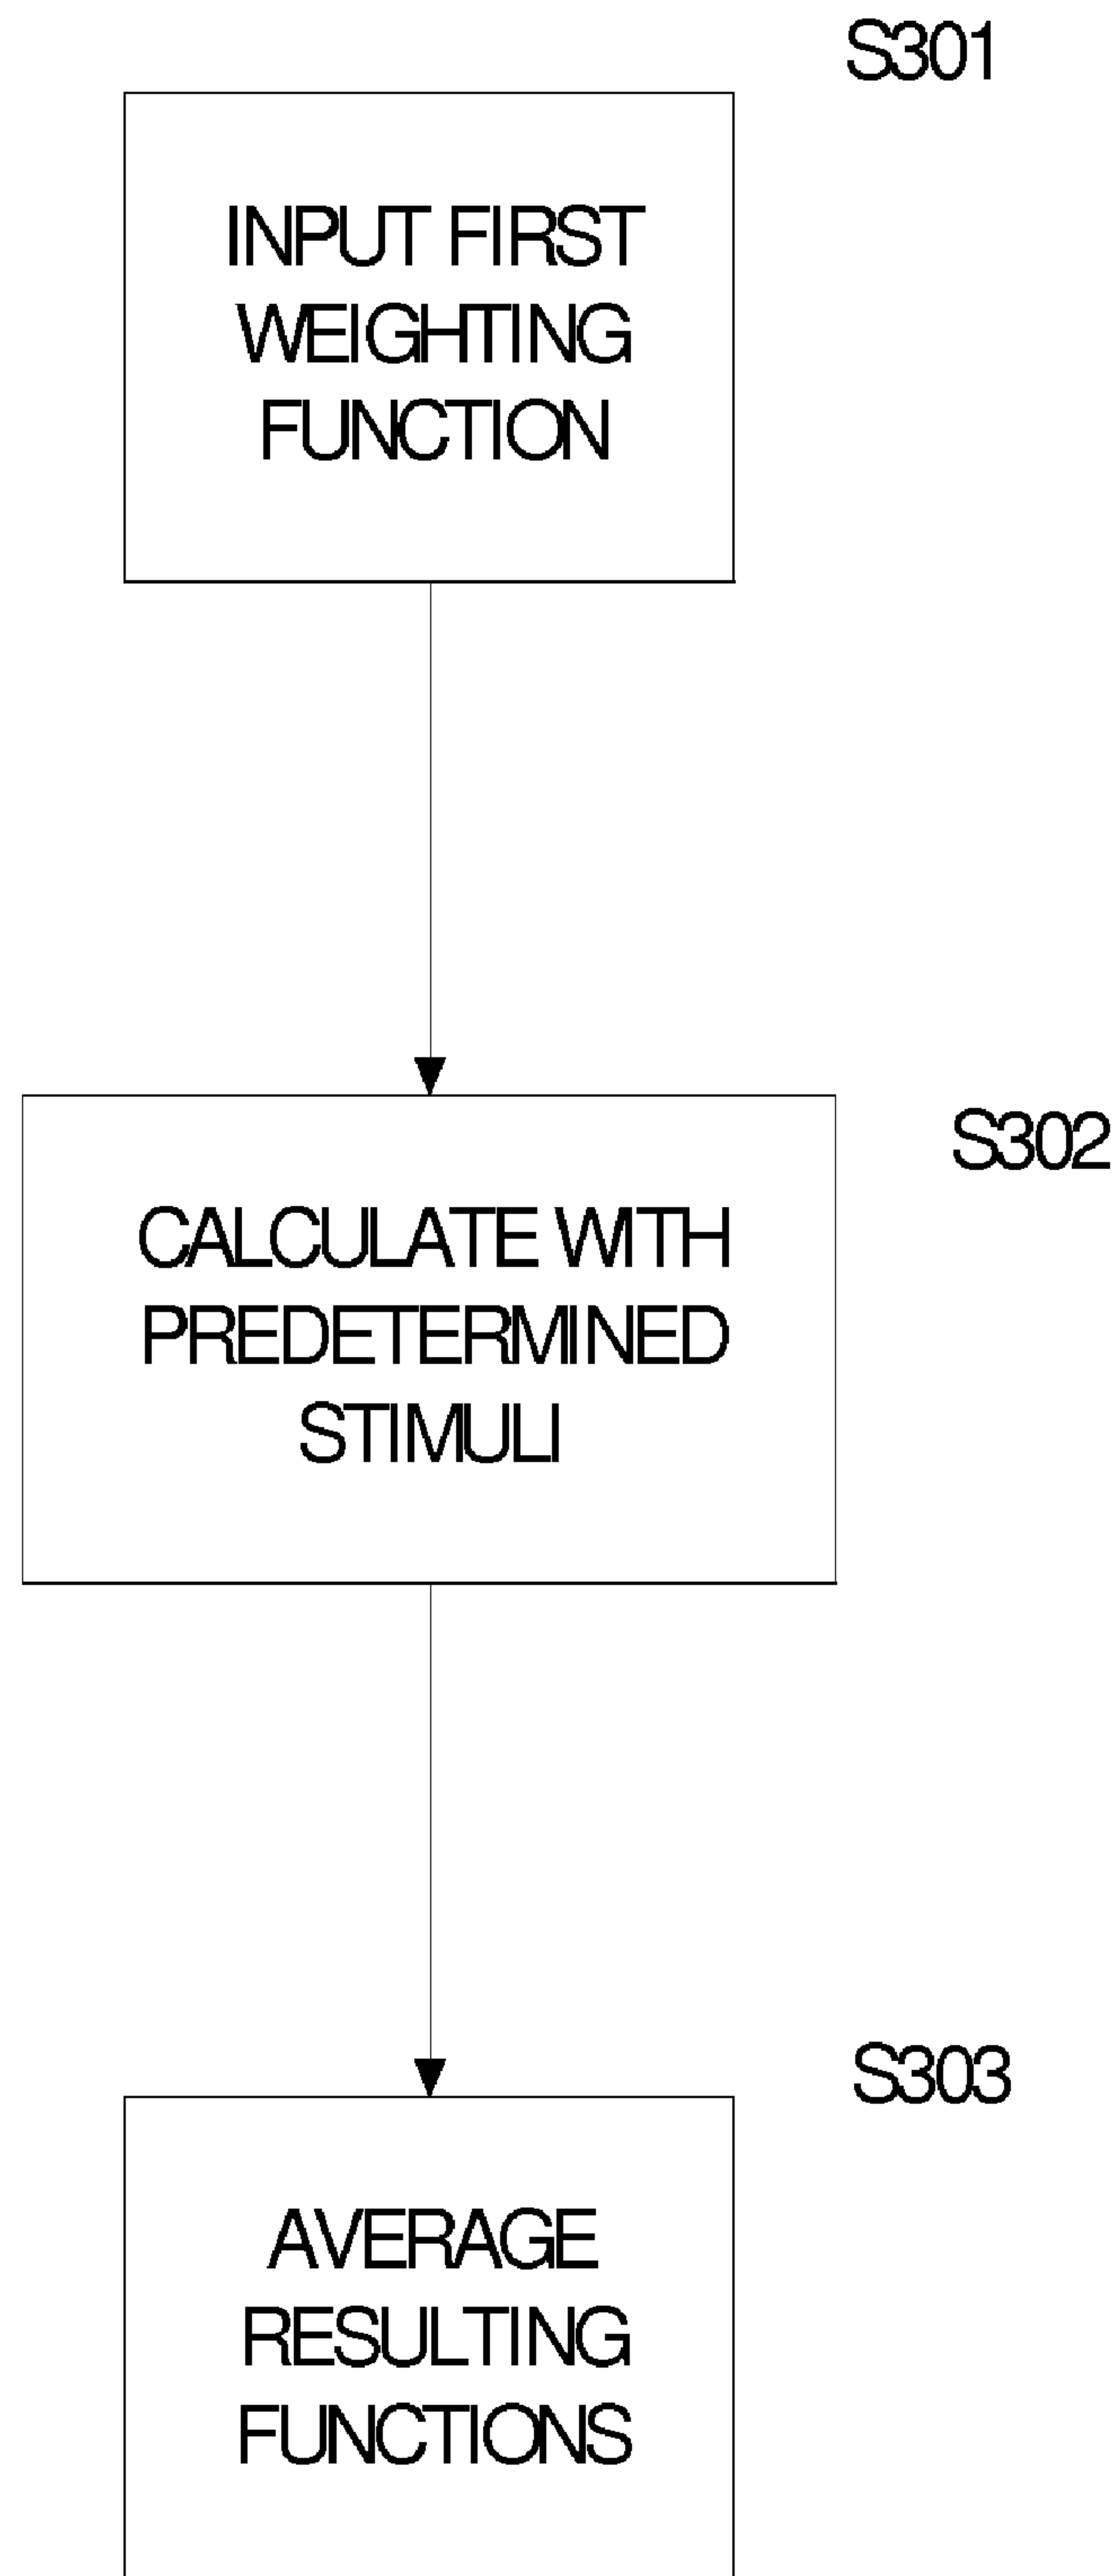 S301
INPUT FIRST
WEIGHTING
FUNCTION
S302
CALCULATE WITH
PREDETERMINED
STIMULI
S303
AVERAGE
RESULTING
FUNCTIONS